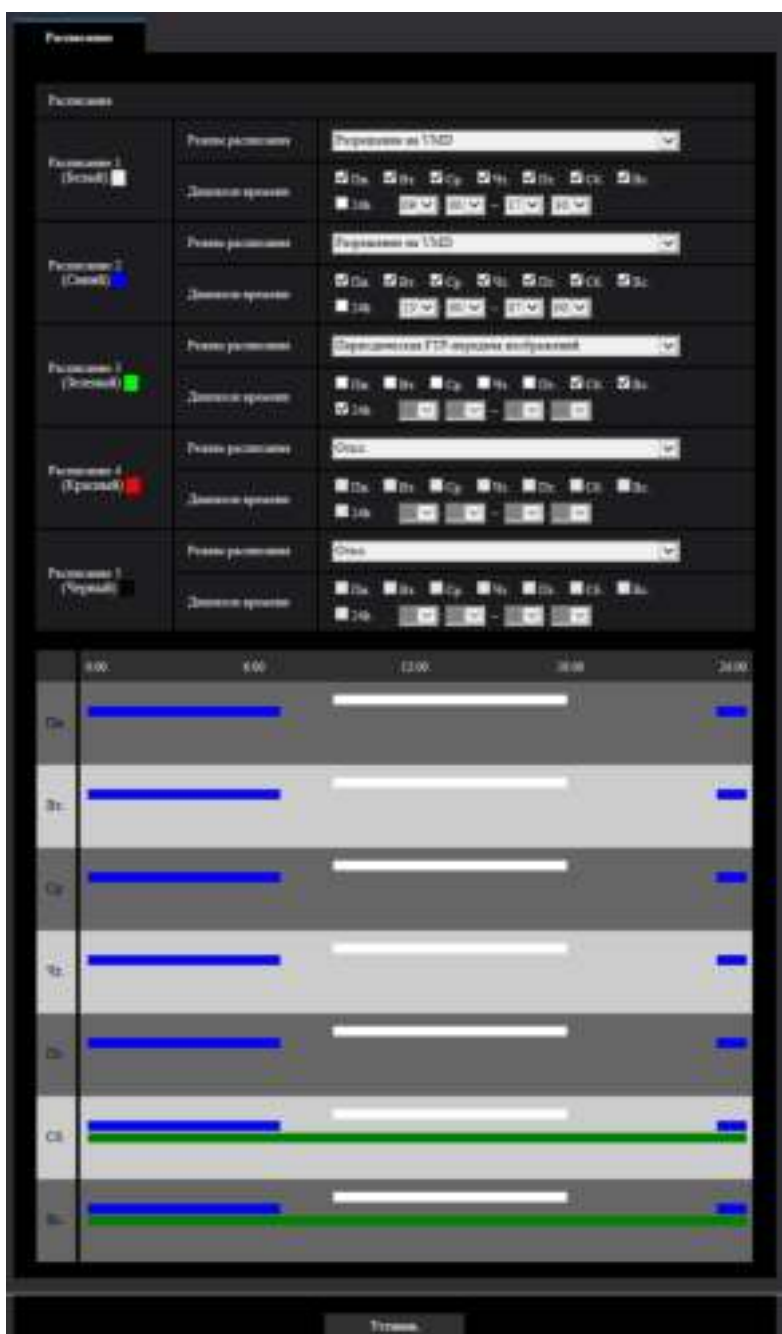 Расписание
Расписание
Расписание 1
(Белый)
Режим расписания
Разрешение на VMD
Диапазон времени
Пн. Вт. Ср. Чт. Пт. Сб. Вс.
24h
Расписание 2
(Синий)
Режим расписания
Разрешение на VMD
Диапазон времени
Пн. Вт. Ср. Чт. Пт. Сб. Вс.
24h
Расписание 3
(Зеленый)
Режим расписания
Периодическая FTP-передача изображений
Диапазон времени
Пн. Вт. Ср. Чт. Пт. Сб. Вс.
24h
Расписание 4
(Красный)
Режим расписания
Откл.
Диапазон времени
Пн. Вт. Ср. Чт. Пт. Сб. Вс.
24h
Расписание 5
(Черный)
Режим расписания
Откл.
Диапазон времени
Пн. Вт. Ср. Чт. Пт. Сб. Вс.
24h
0:00 6:00 12:00 18:00 24:00
Пн.
Вт.
Ср.
Чт.
Пт.
Сб.
Вс.
Установ.